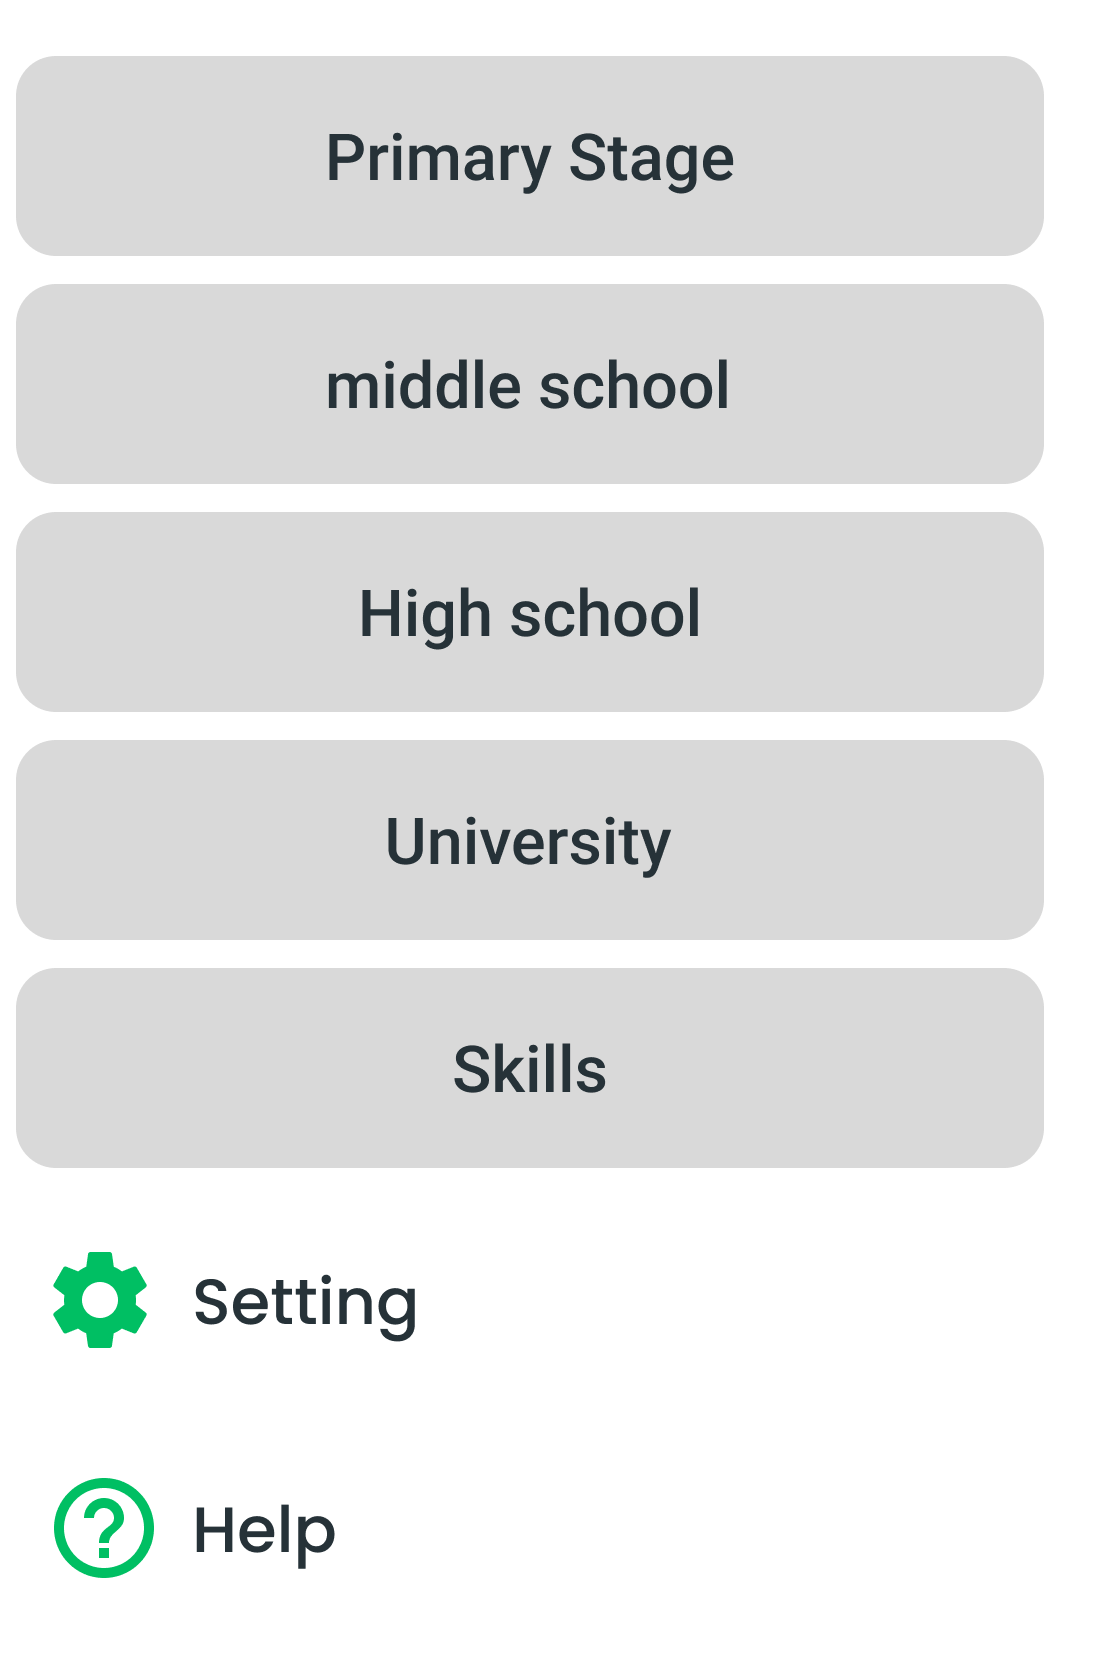 Primary Stage
middle school
High school
University
Skills
Setting
Help